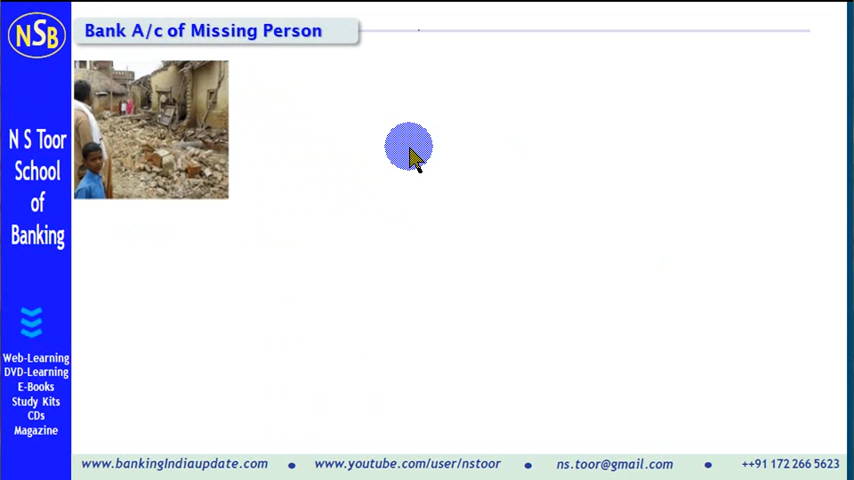 NSB
Bank A/c of Missing Person
N S Toor
School
of
Banking
Web-Learning
DVD-Learning
E-Books
Study Kits
CDs
Magazine
www.bankingIndiaupdate.com • www.youtube.com/user/nstoor • ns.toor@gmail.com • ++91 172 266 5623